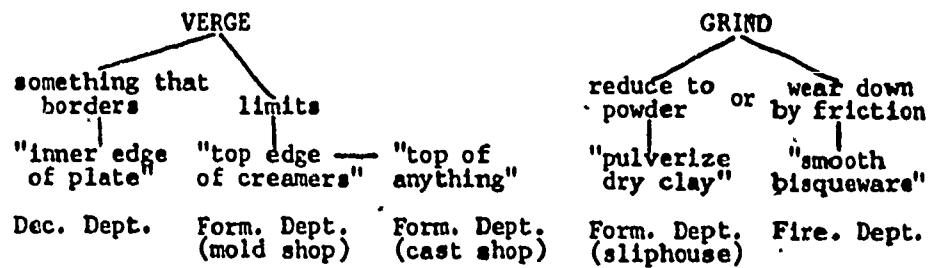 VERGE
GRIND
something that borders
limits
reduce to powder
or
wear down by friction
"inner edge of plate"
"top edge of creamers"
"top of anything"
"pulverize dry clay"
"smooth bisqueware"
Dec. Dept.
Form. Dept. (mold shop)
Form. Dept. (cast shop)
Form. Dept. (sliphouse)
Fire. Dept.